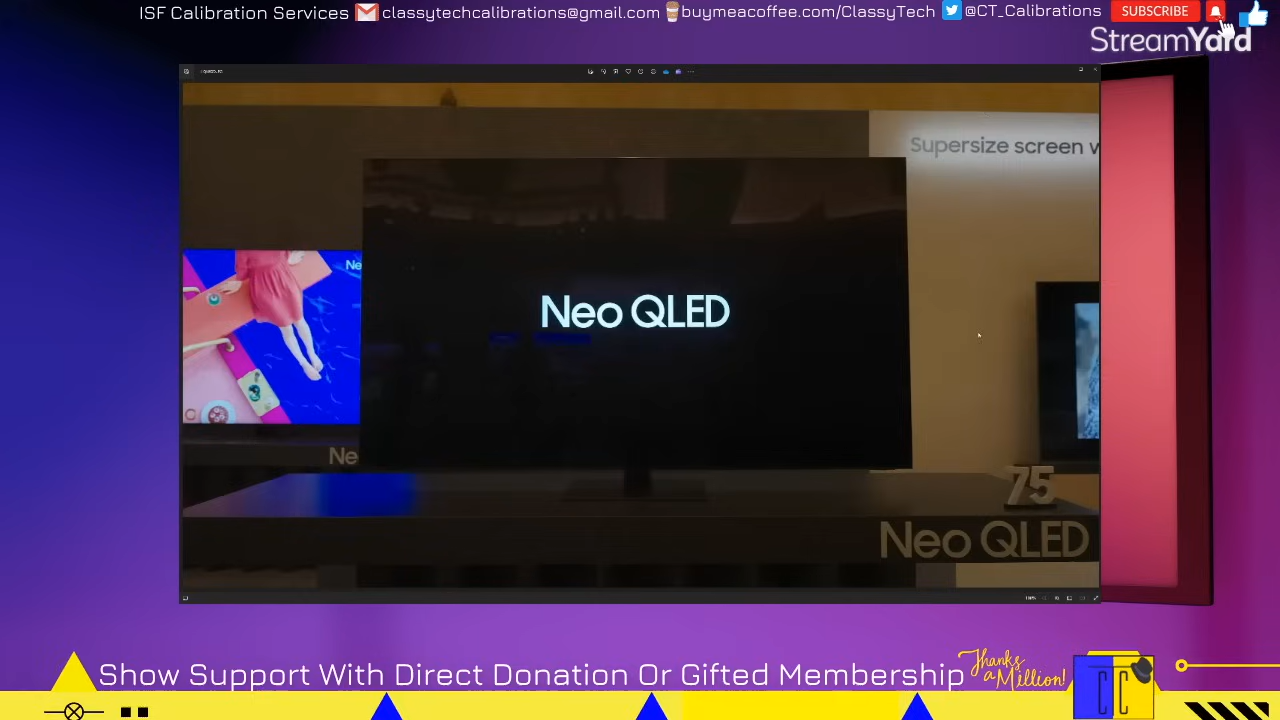 ISF Calibration Services classytechcalibrations@gmail.com buymeacoffee.com/ClassyTech @CT_Calibrations SUBSCRIBE
StreamYard
Supersize screen w
Ne
Neo QLED
Ne
75
Neo QLED
Show Support With Direct Donation Or Gifted Membership
Thanks
a Million!
CC